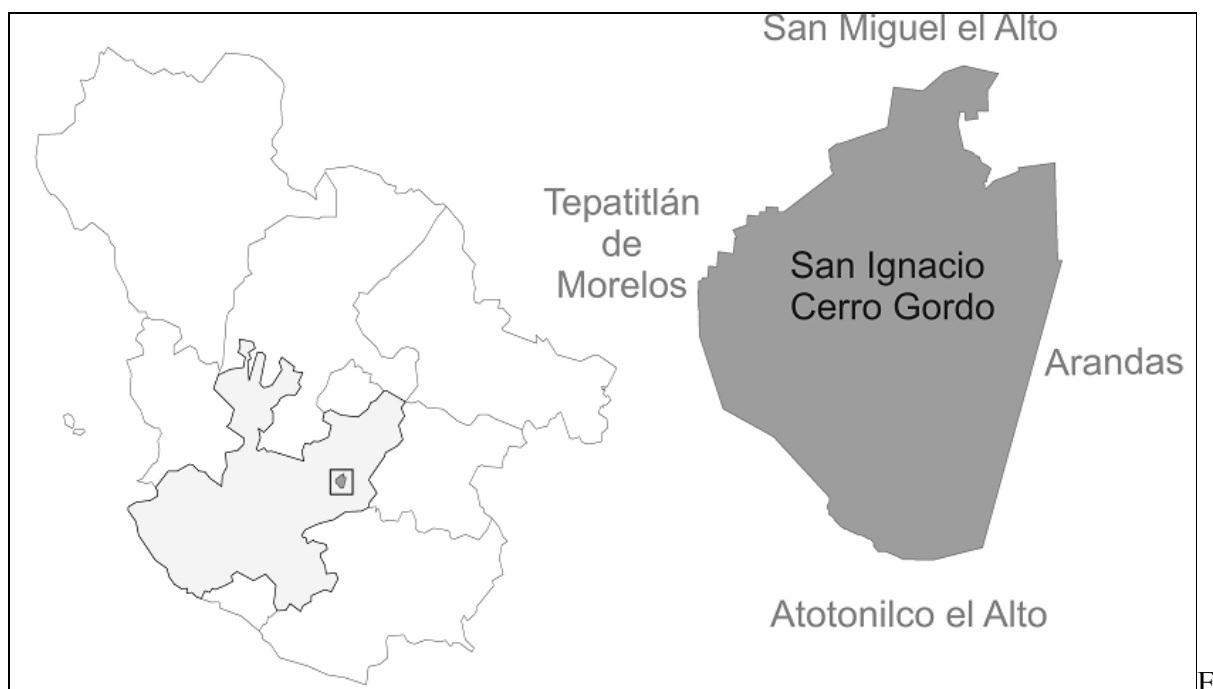 San Miguel el Alto
Tepatitlán
de
Morelos
San Ignacio
Cerro Gordo
Arandas
Atotonilco el Alto